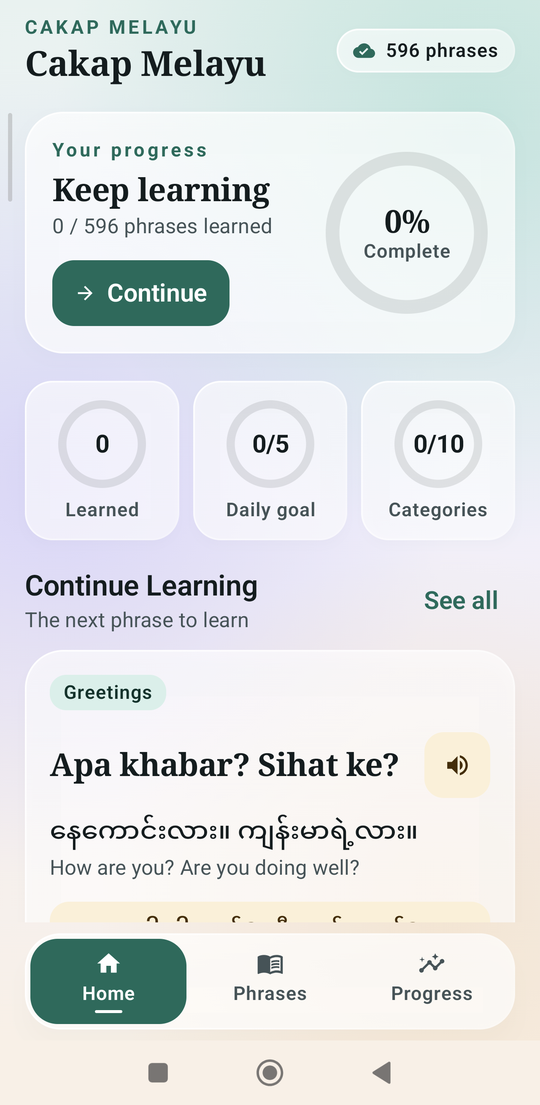 CAKAP MELAYU
Cakap Melayu
596 phrases
Your progress
Keep learning
0 / 596 phrases learned
Continue
0%
Complete
0
Learned
0/5
Daily goal
0/10
Categories
Continue Learning
The next phrase to learn
See all
Greetings
Apa khabar? Sihat ke?
နေကောင်းလား။ ကျန်းမာရဲ့လား။
How are you? Are you doing well?
Home
Phrases
Progress